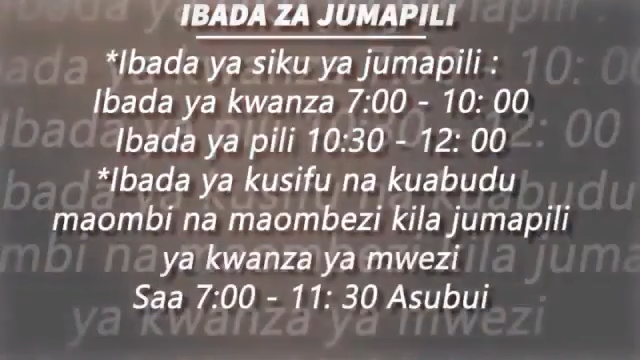 IBADA ZA JUMAPILI
*Ibada ya siku ya jumapili :
Ibada ya kwanza 7:00 - 10: 00
Ibada ya pili 10:30 - 12: 00
*Ibada ya kusifu na kuabudu
maombi na maombezi kila jumapili
ya kwanza ya mwezi
Saa 7:00 - 11: 30 Asubui